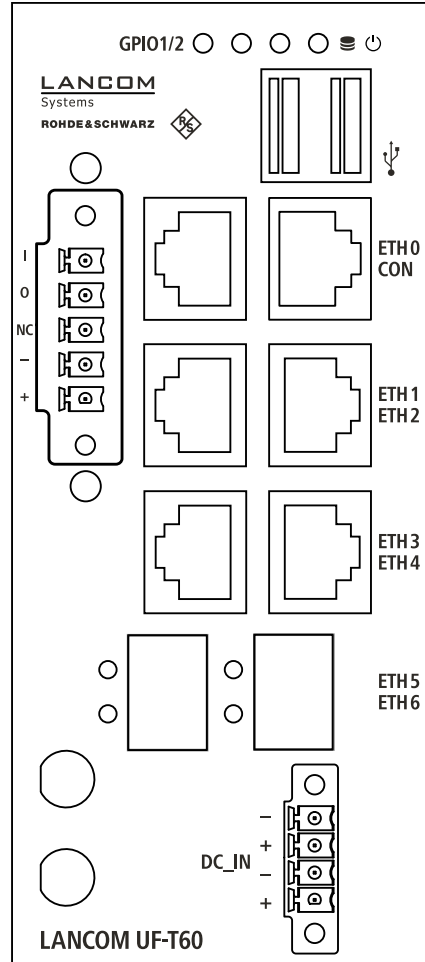 GPIO1/2
LANCOM
Systems
ROHDE&SCHWARZ
R
S
I
O
NC
−
+
ETH 0
CON
ETH 1
ETH 2
ETH 3
ETH 4
ETH 5
ETH 6
−
+
DC_IN
−
+
LANCOM UF-T60